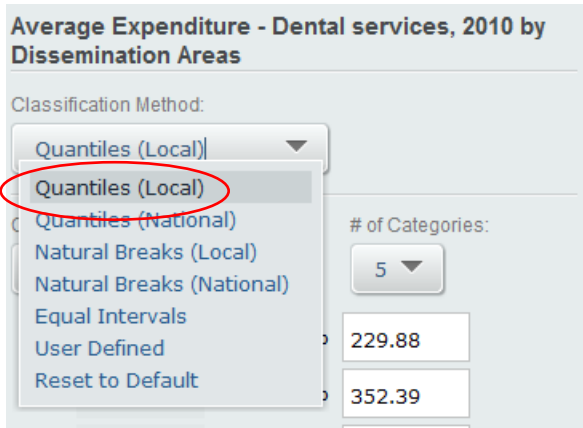 Average Expenditure - Dental services, 2010 by
Dissemination Areas
Classification Method:
Quantiles (Local)
Quantiles (Local)
Quantiles (National)
Natural Breaks (Local)
Natural Breaks (National)
Equal Intervals
User Defined
Reset to Default
# of Categories:
5
229.88
352.39